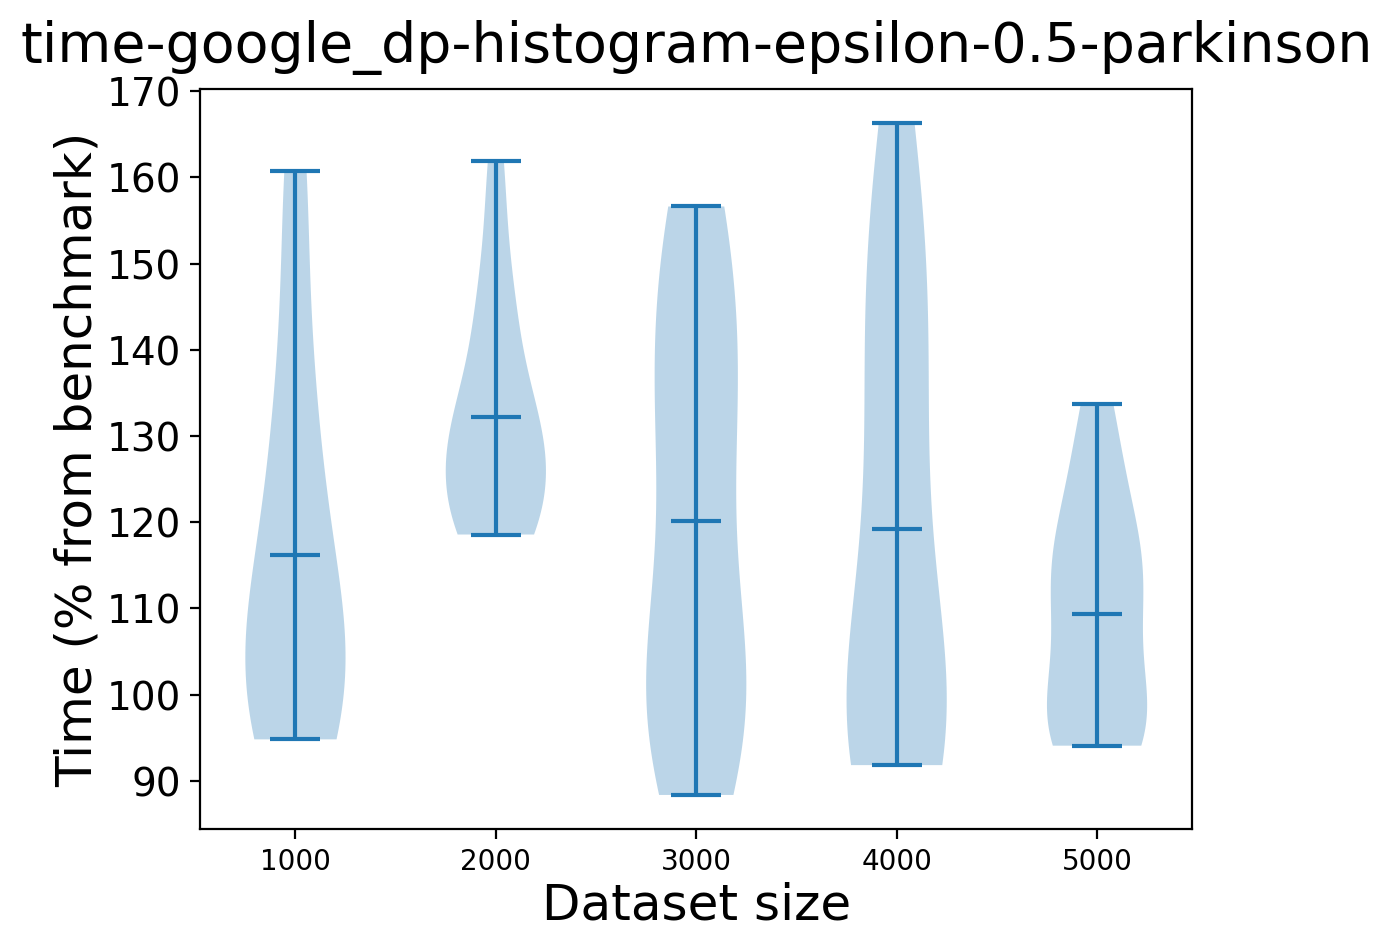 time-google_dp-histogram-epsilon-0.5-parkinson
Time (% from benchmark)
170
160
150
140
130
120
110
100
90
1000 2000 3000 4000 5000
Dataset size